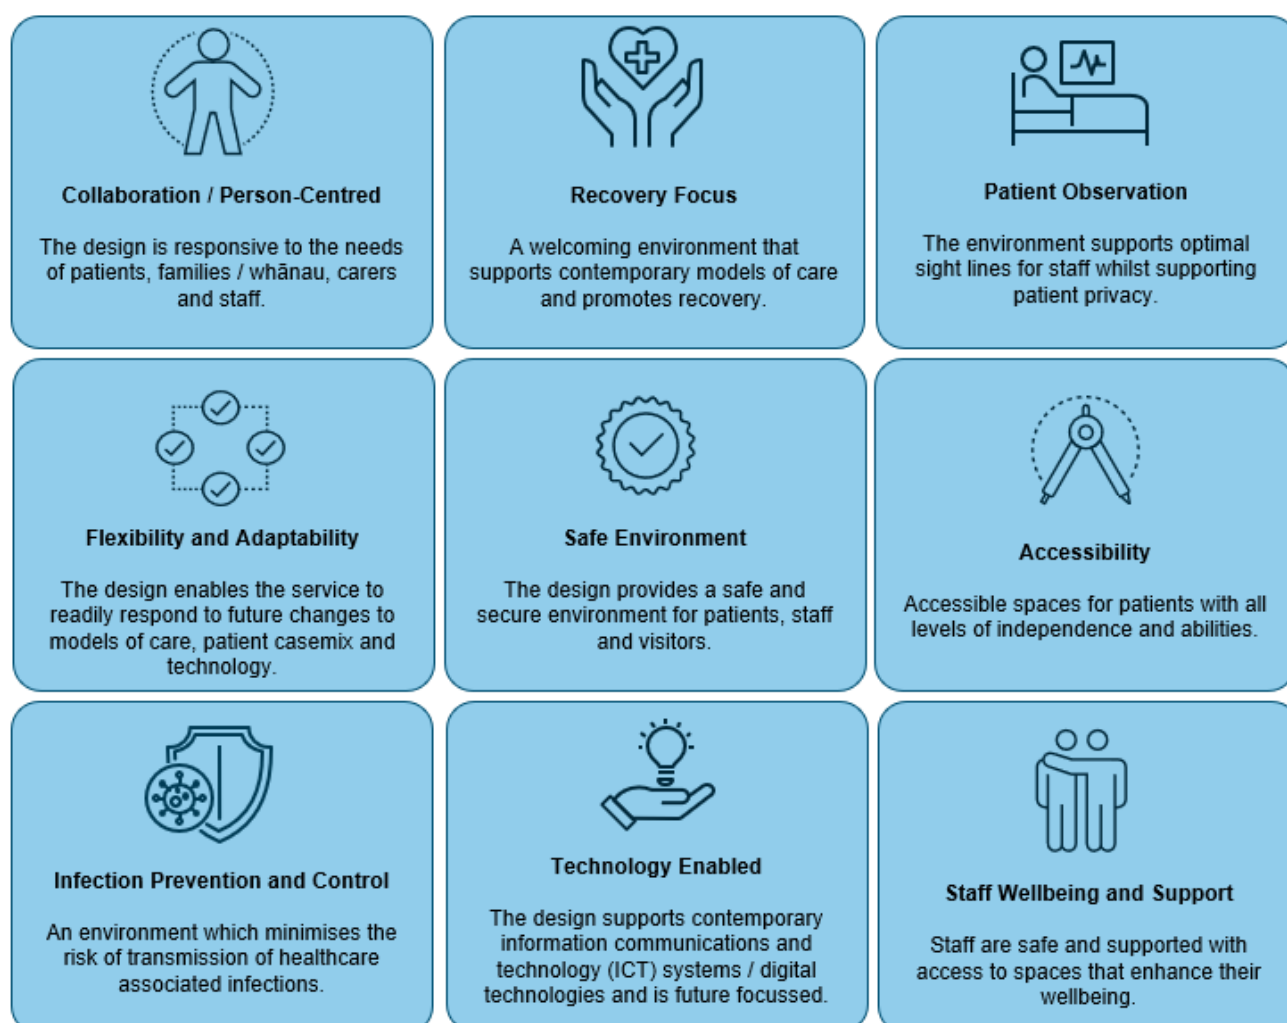 Collaboration / Person-Centred
The design is responsive to the needs
of patients, families / whānau, carers
and staff.
Recovery Focus
A welcoming environment that
supports contemporary models of care
and promotes recovery.
Patient Observation
The environment supports optimal
sight lines for staff whilst supporting
patient privacy.
Flexibility and Adaptability
The design enables the service to
readily respond to future changes to
models of care, patient casemix and
technology.
Safe Environment
The design provides a safe and
secure environment for patients, staff
and visitors.
Accessibility
Accessible spaces for patients with all
levels of independence and abilities.
Infection Prevention and Control
An environment which minimises the
risk of transmission of healthcare
associated infections.
Technology Enabled
The design supports contemporary
information communications and
technology (ICT) systems / digital
technologies and is future focussed.
Staff Wellbeing and Support
Staff are safe and supported with
access to spaces that enhance their
wellbeing.